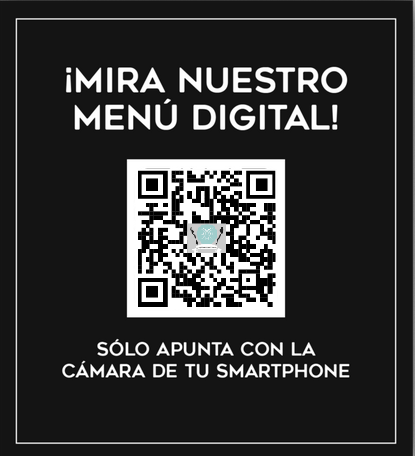 ¡MIRA NUESTRO
MENÚ DIGITAL!
SÓLO APUNTA CON LA
CÁMARA DE TU SMARTPHONE